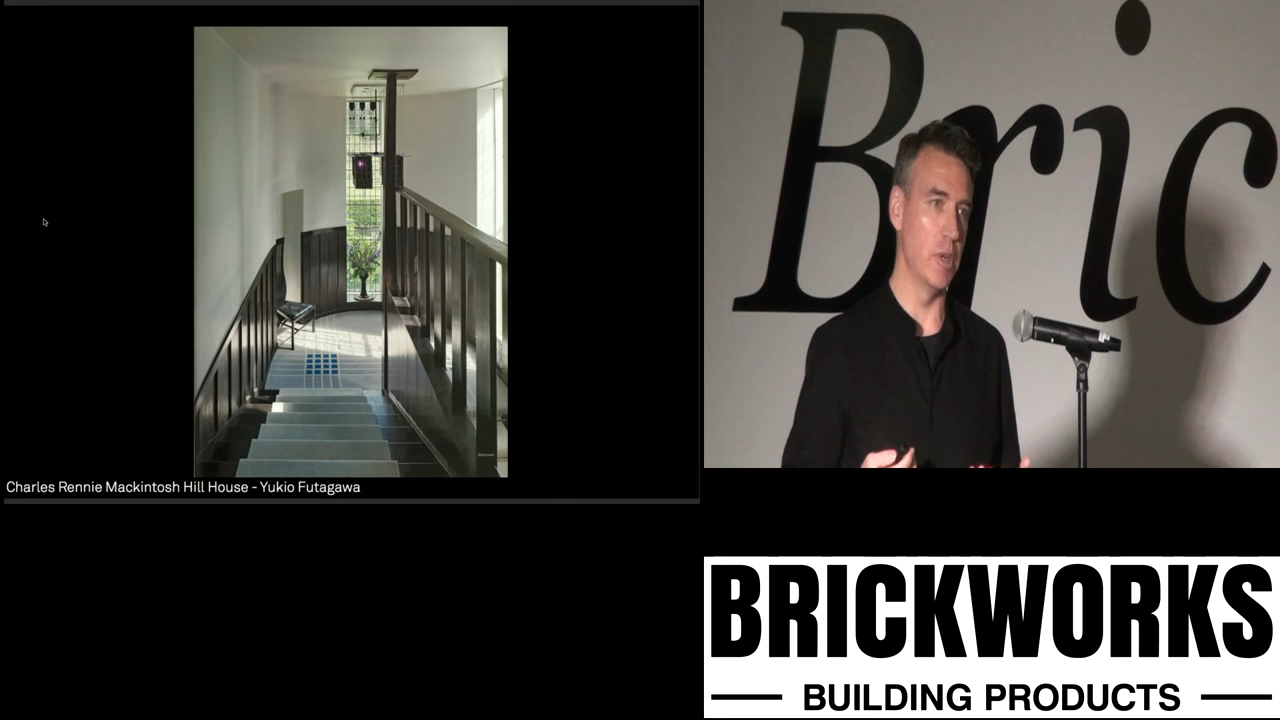 Charles Rennie Mackintosh Hill House - Yukio Futagawa
Bric
BRICKWORKS
BUILDING PRODUCTS